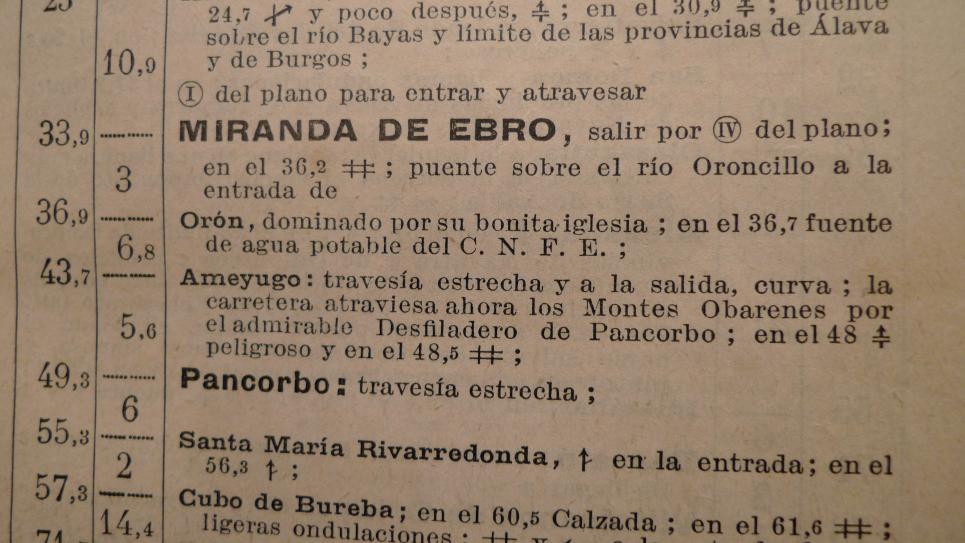 24,7 y poco después, ; en el 30,9 ; puente
sobre el río Bayas y límite de las provincias de Álava
10,9 y de Burgos ;
Ⓘ del plano para entrar y atravesar
33,9 ........ MIRANDA DE EBRO, salir por Ⓘⓥ del plano;
en el 36,2 ; puente sobre el río Oroncillo a la
3 entrada de
36,9 ........ Orón, dominado por su bonita iglesia ; en el 36,7 fuente
6,8 de agua potable del C. N. F. E. ;
43,7 ........ Ameyugo: travesía estrecha y a la salida, curva ; la
carretera atraviesa ahora los Montes Obarenes por
5,6 el admirable Desfiladero de Pancorbo ; en el 48
peligroso y en el 48,5 ;
49,3 ........ Pancorbo: travesía estrecha ;
6
55,3 ........ Santa María Rivarredonda, en la entrada; en el
2 56,3 ;
57,3 ........ Cubo de Bureba; en el 60,5 Calzada ; en el 61,6 ;
14,4 ligeras ondulaciones ;